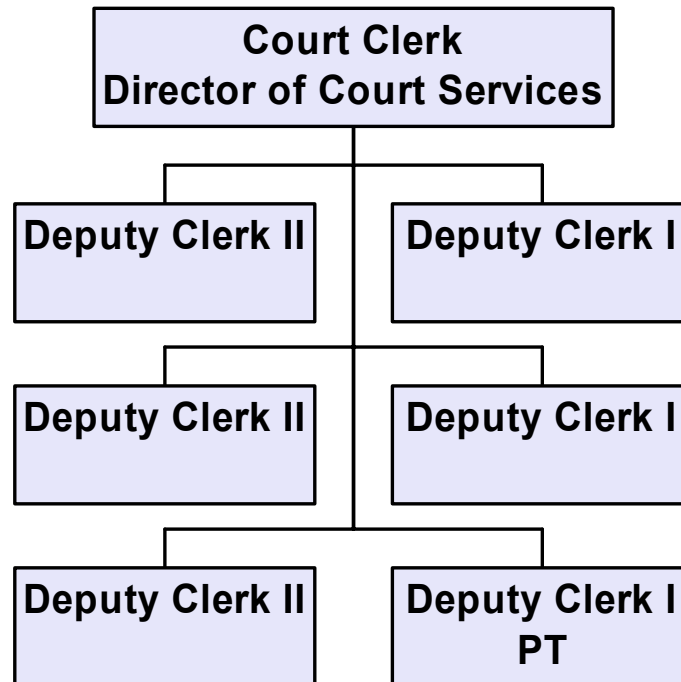 Court Clerk
Director of Court Services
Deputy Clerk II
Deputy Clerk I
Deputy Clerk II
Deputy Clerk I
Deputy Clerk II
Deputy Clerk I
PT